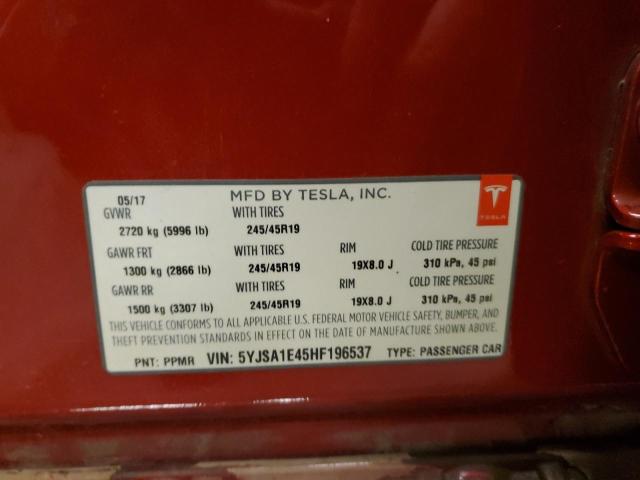 05/17 MFD BY TESLA, INC.
GVWR WITH TIRES
2720 kg (5996 lb) 245/45R19
GAWR FRT WITH TIRES RIM COLD TIRE PRESSURE
1300 kg (2866 lb) 245/45R19 19X8.0 J 310 kPa, 45 psi
GAWR RR WITH TIRES RIM COLD TIRE PRESSURE
1500 kg (3307 lb) 245/45R19 19X8.0 J 310 kPa, 45 psi
THIS VEHICLE CONFORMS TO ALL APPLICABLE U.S. FEDERAL MOTOR VEHICLE SAFETY, BUMPER, AND
THEFT PREVENTION STANDARDS IN EFFECT ON THE DATE OF MANUFACTURE SHOWN ABOVE.
PNT: PPMR VIN: 5YJSA1E45HF196537 TYPE: PASSENGER CAR
TESLA